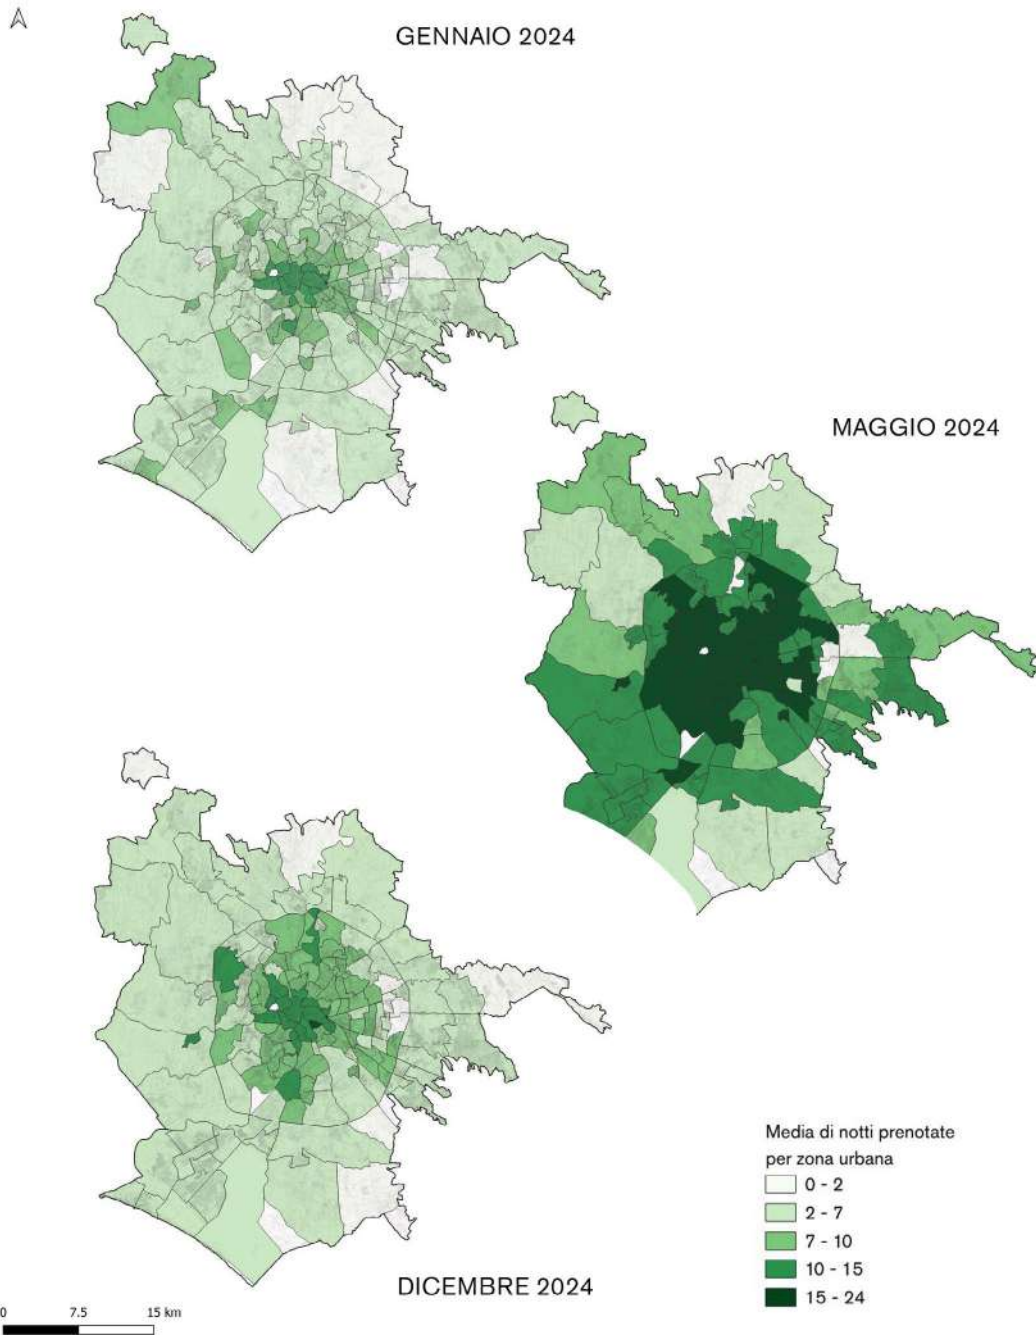 GENNAIO 2024
MAGGIO 2024
DICEMBRE 2024
Media di notti prenotate
per zona urbana
0 - 2
2 - 7
7 - 10
10 - 15
15 - 24
0 7.5 15 km